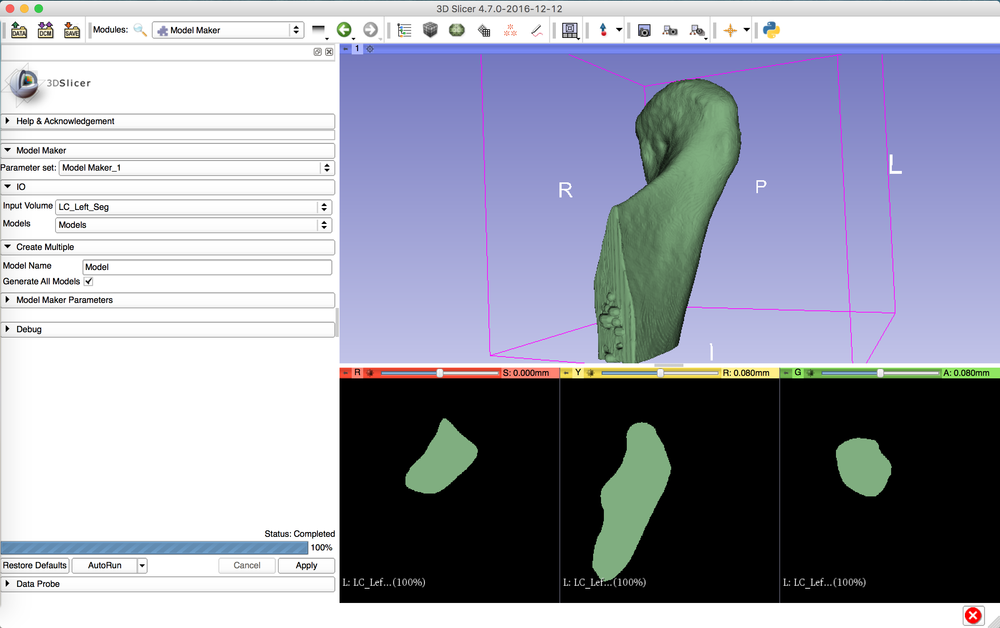 3D Slicer 4.7.0-2016-12-12
DATA DCM SAVE Modules: Model Maker
1
3DSlicer
Help & Acknowledgement
Model Maker
Parameter set: Model Maker_1
IO
Input Volume LC_Left_Seg
Models Models
Create Multiple
Model Name Model
Generate All Models
Model Maker Parameters
Debug
Status: Completed
100%
Restore Defaults AutoRun Cancel Apply
Data Probe
L
R P
I
R S: 0.000mm Y R: 0.080mm G A: 0.080mm
L: LC_Lef...(100%) L: LC_Lef...(100%) L: LC_Lef...(100%)